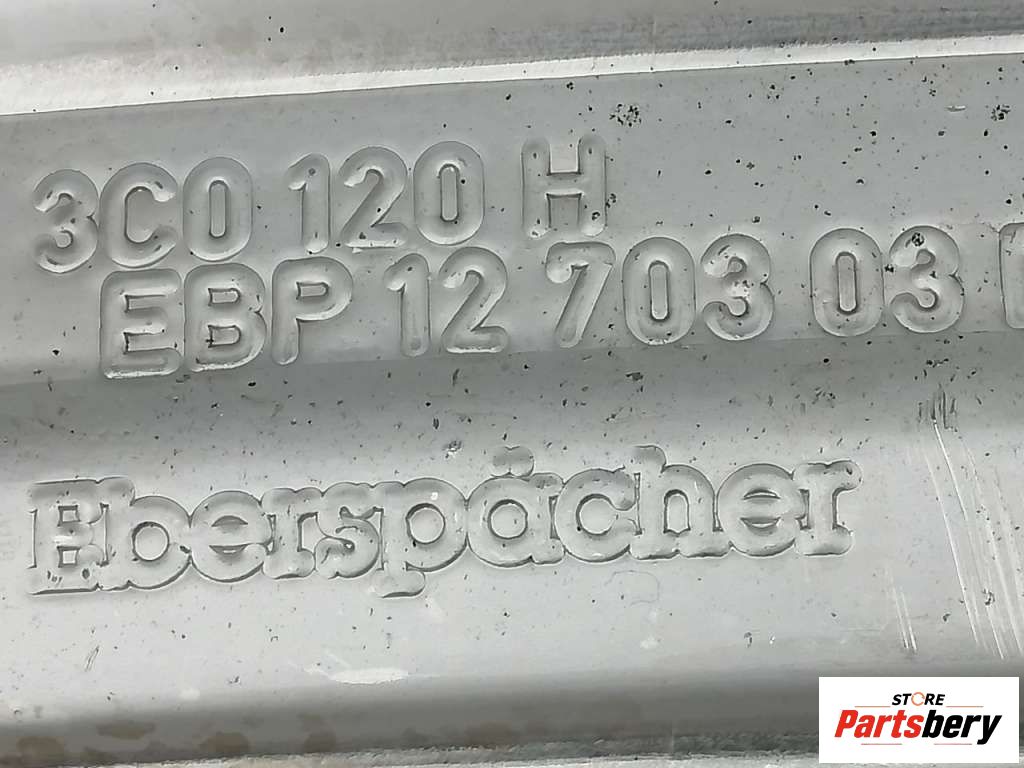 3C0 120 H
EBP 12 703 03
Eberspächer
STORE
Partsbery